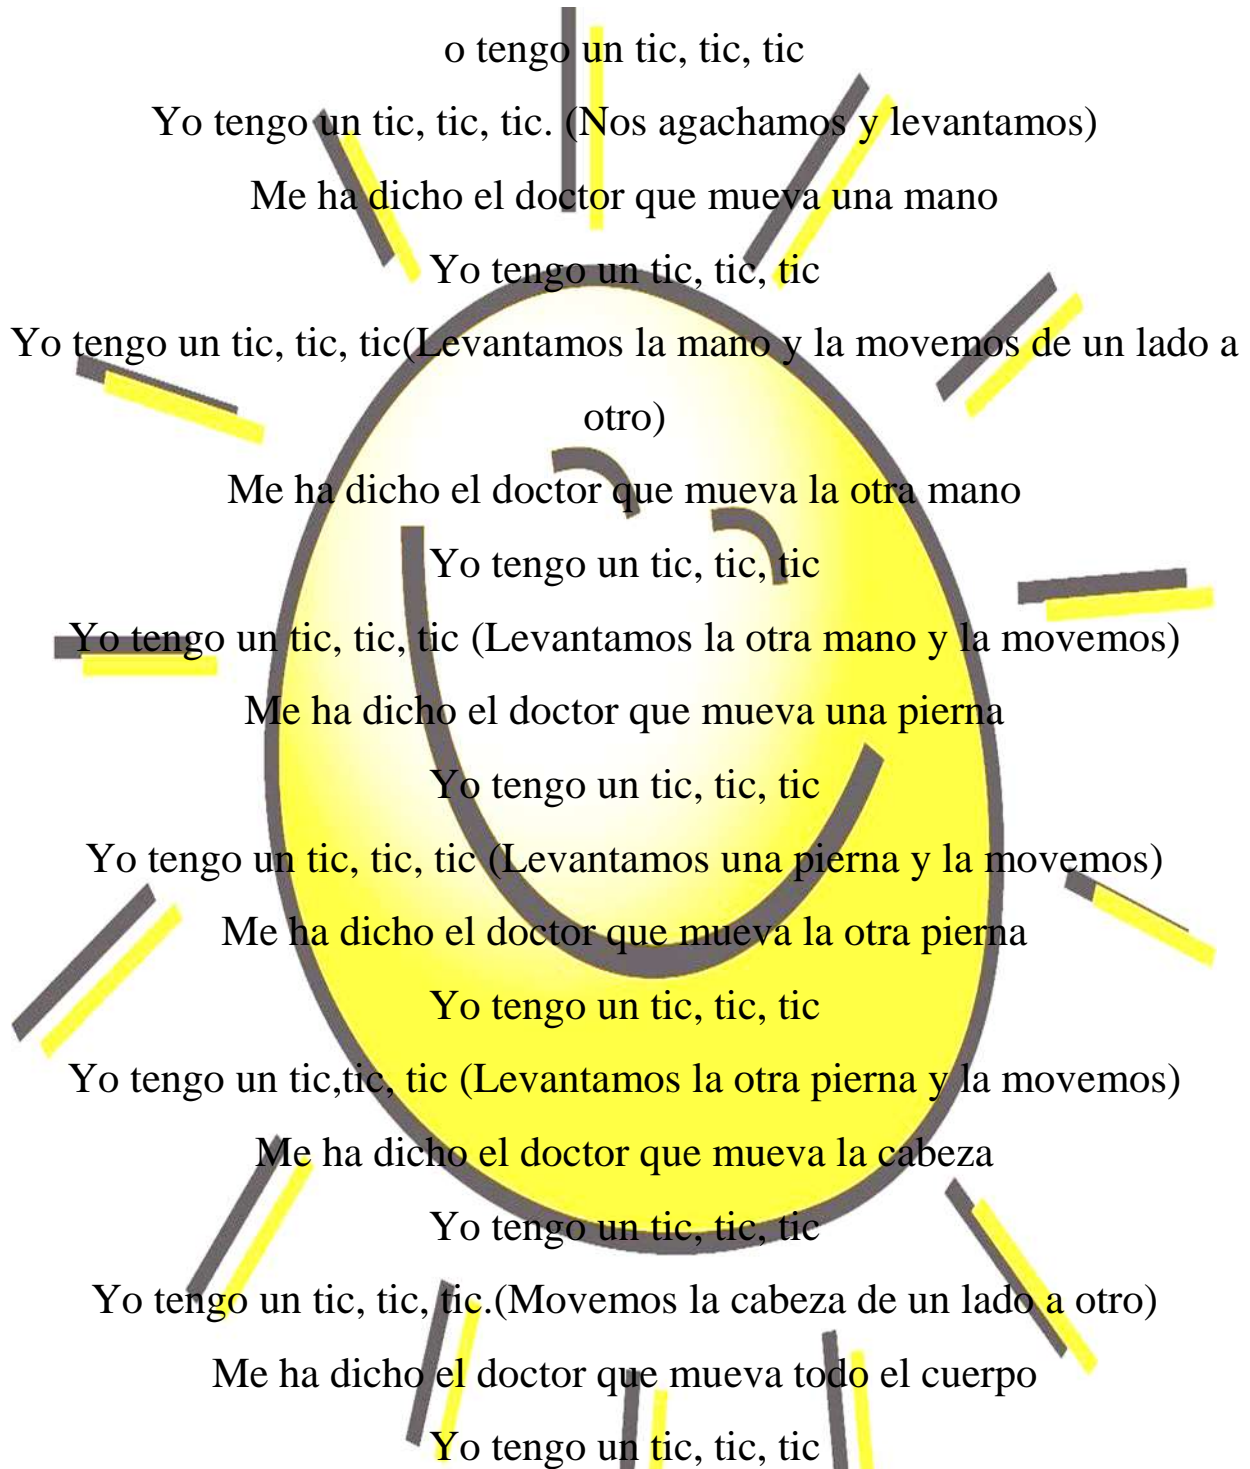 o tengo un tic, tic, tic
Yo tengo un tic, tic, tic. (Nos agachamos y levantamos)
Me ha dicho el doctor que mueva una mano
Yo tengo un tic, tic, tic
Yo tengo un tic, tic, tic(Levantamos la mano y la movemos de un lado a
otro)
Me ha dicho el doctor que mueva la otra mano
Yo tengo un tic, tic, tic
Yo tengo un tic, tic, tic (Levantamos la otra mano y la movemos)
Me ha dicho el doctor que mueva una pierna
Yo tengo un tic, tic, tic
Yo tengo un tic, tic, tic (Levantamos una pierna y la movemos)
Me ha dicho el doctor que mueva la otra pierna
Yo tengo un tic, tic, tic
Yo tengo un tic,tic, tic (Levantamos la otra pierna y la movemos)
Me ha dicho el doctor que mueva la cabeza
Yo tengo un tic, tic, tic
Yo tengo un tic, tic, tic.(Movemos la cabeza de un lado a otro)
Me ha dicho el doctor que mueva todo el cuerpo
Yo tengo un tic, tic, tic